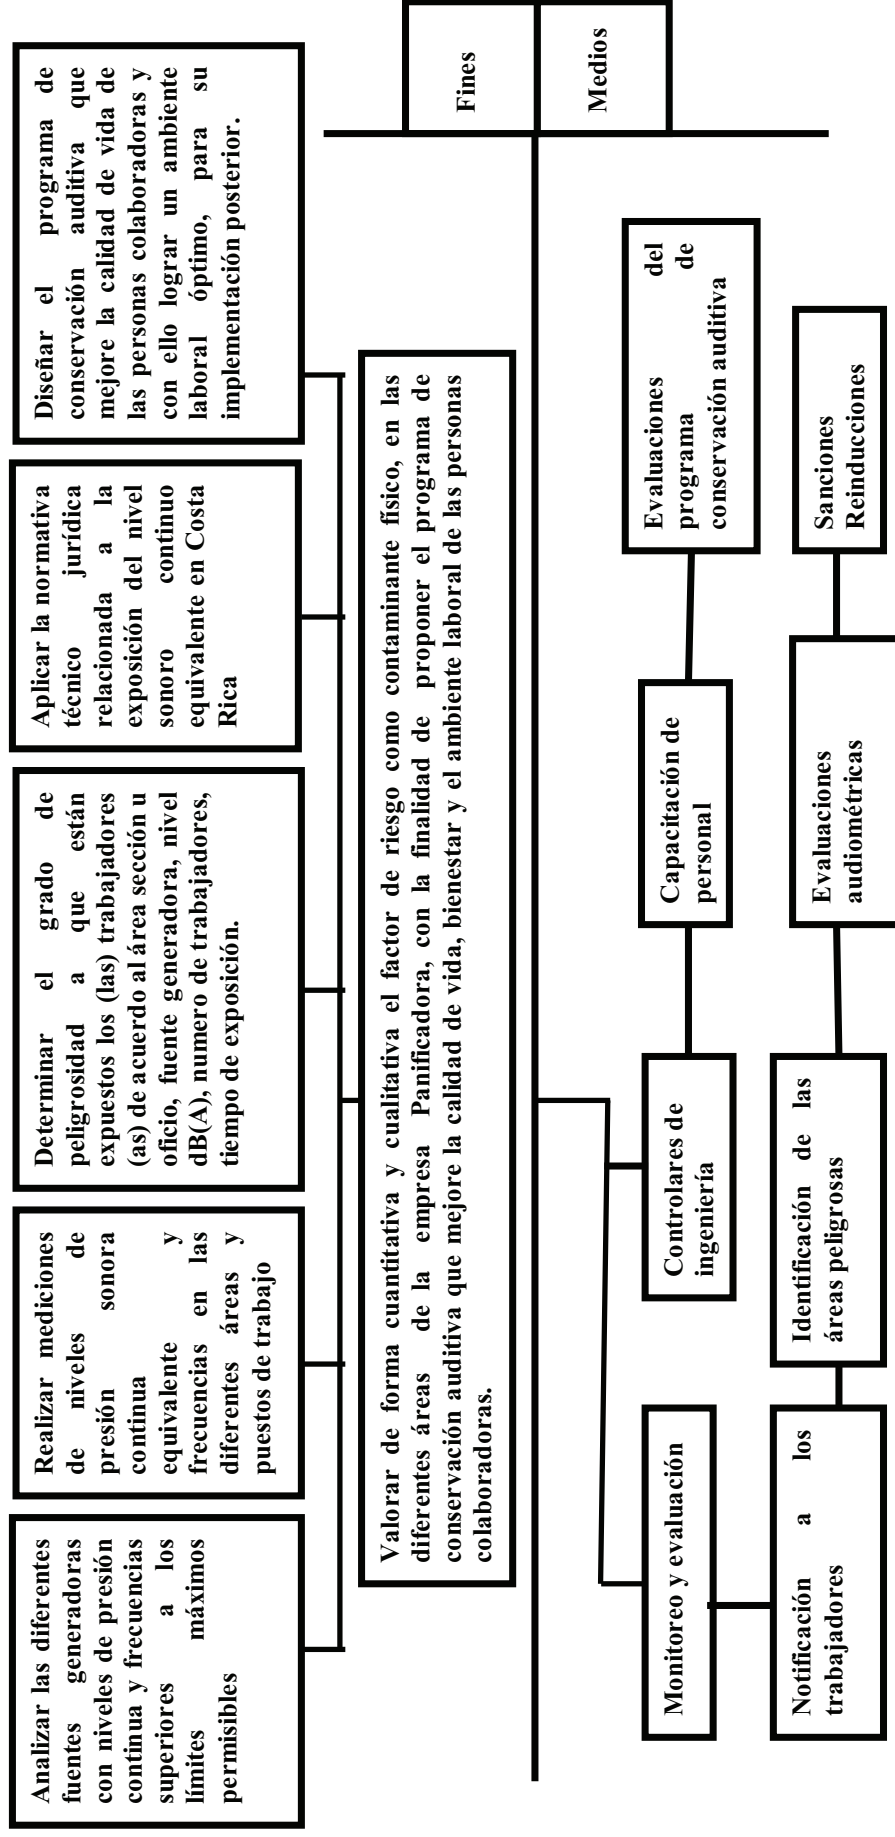 Analizar las diferentes
fuentes generadoras
con niveles de presión
continua y frecuencias
superiores a los
límites máximos
permisibles
Realizar mediciones
de niveles de
presión sonora
continua
equivalente y
frecuencias en las
diferentes áreas y
puestos de trabajo
Determinar el grado de
peligrosidad a que están
expuestos los (las) trabajadores
(as) de acuerdo al área sección u
oficio, fuente generadora, nivel
dB(A), numero de trabajadores,
tiempo de exposición.
Aplicar la normativa
técnico jurídica
relacionada a la
exposición del nivel
sonoro continuo
equivalente en Costa
Rica
Diseñar el programa de
conservación auditiva que
mejore la calidad de vida de
las personas colaboradoras y
con ello lograr un ambiente
laboral óptimo, para su
implementación posterior.
Valorar de forma cuantitativa y cualitativa el factor de riesgo como contaminante físico, en las
diferentes áreas de la empresa Panificadora, con la finalidad de proponer el programa de
conservación auditiva que mejore la calidad de vida, bienestar y el ambiente laboral de las personas
colaboradoras.
Fines
Medios
Monitoreo y evaluación
Controlares de
ingeniería
Capacitación de
personal
Evaluaciones del
programa de
conservación auditiva
Notificación a los
trabajadores
Identificación de las
áreas peligrosas
Evaluaciones
audiométricas
Sanciones
Reinducciones